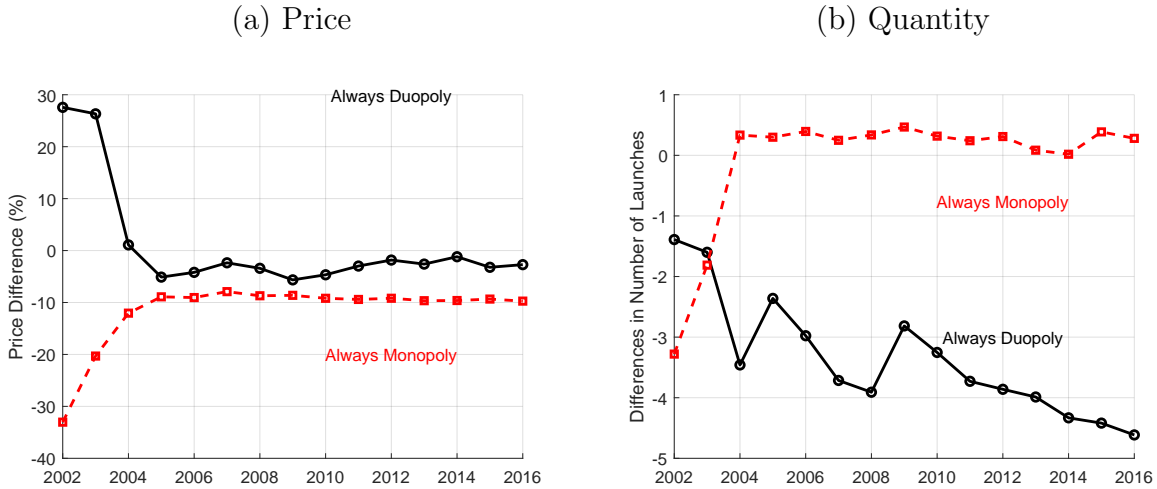 (a) Price
(b) Quantity
30
20
10
0
-10
-20
-30
-40
Price Difference (%)
Always Duopoly
Always Monopoly
2002 2004 2006 2008 2010 2012 2014 2016
1
0
-1
-2
-3
-4
-5
Differences in Number of Launches
Always Monopoly
Always Duopoly
2002 2004 2006 2008 2010 2012 2014 2016